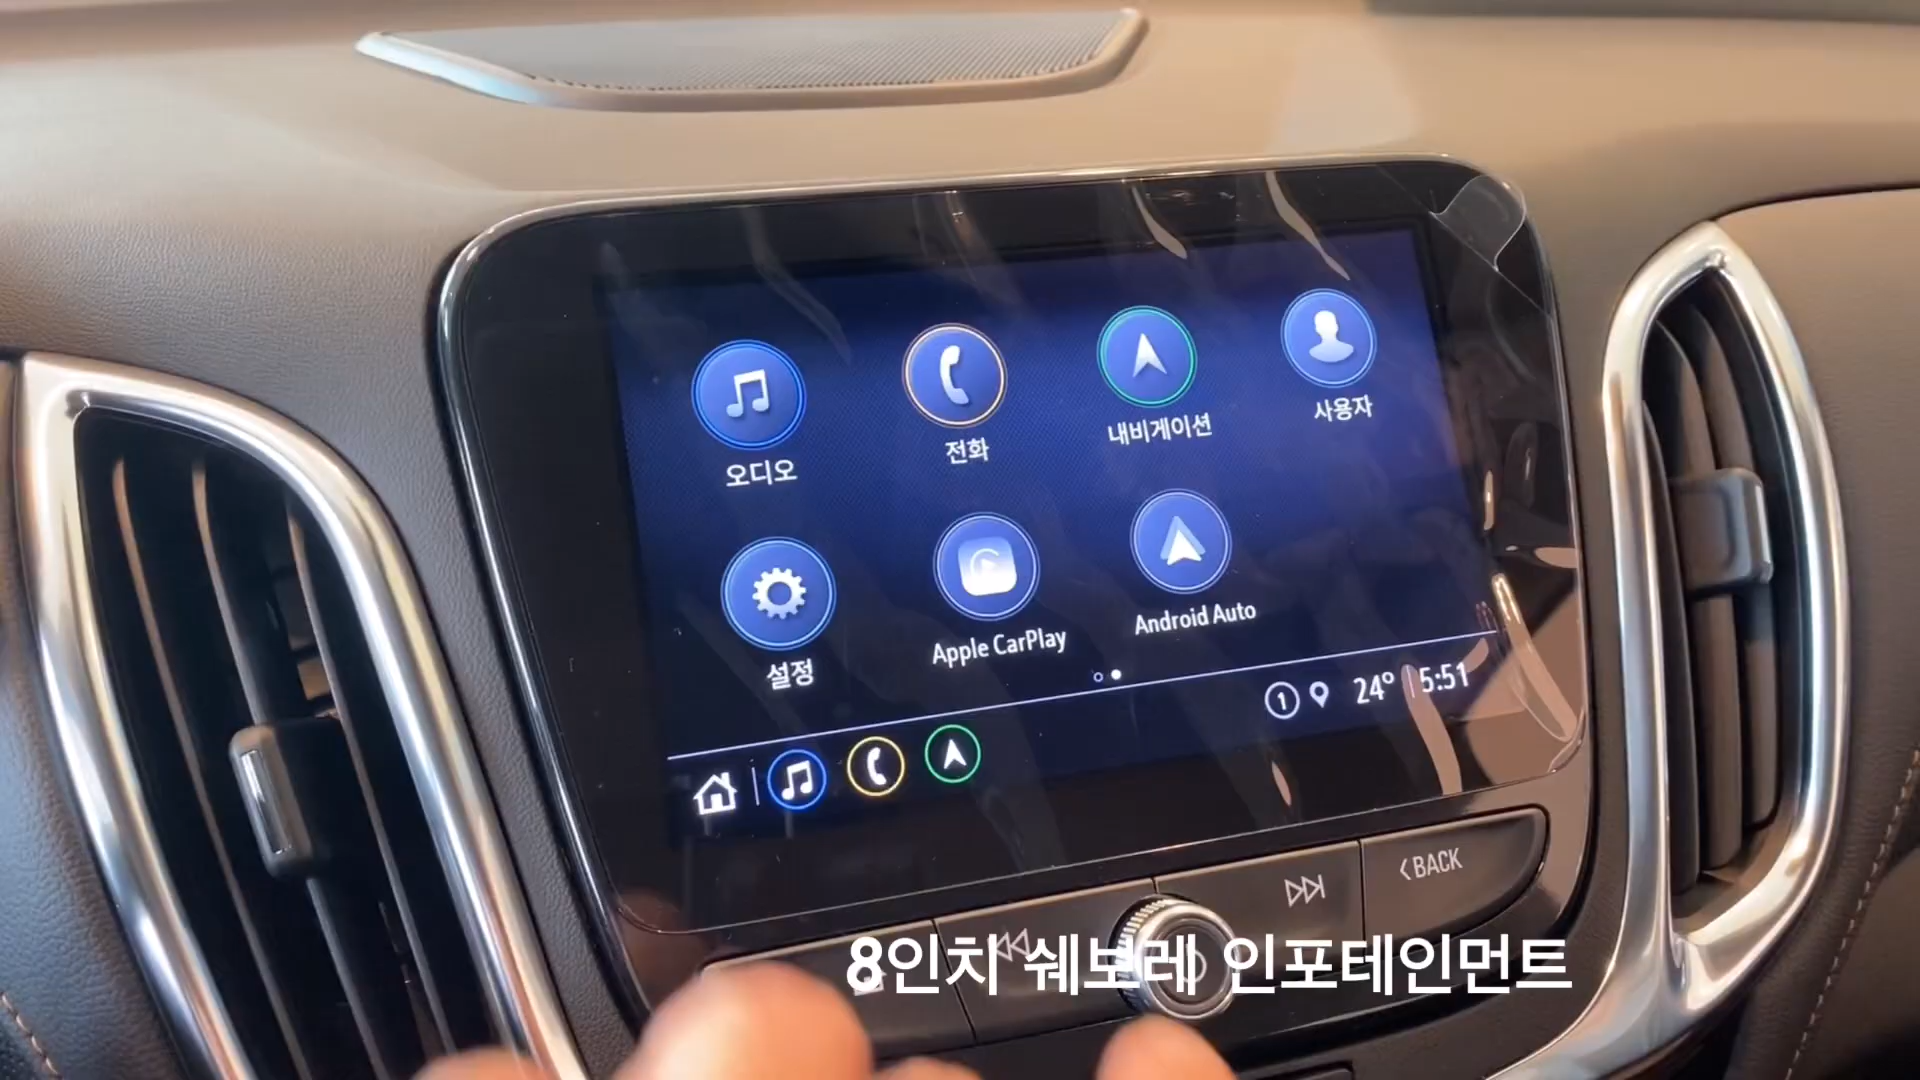 오디오
전화
내비게이션
사용자
설정
Apple CarPlay
Android Auto
1
24° 5:51
<BACK
8인치 쉐보레 인포테인먼트